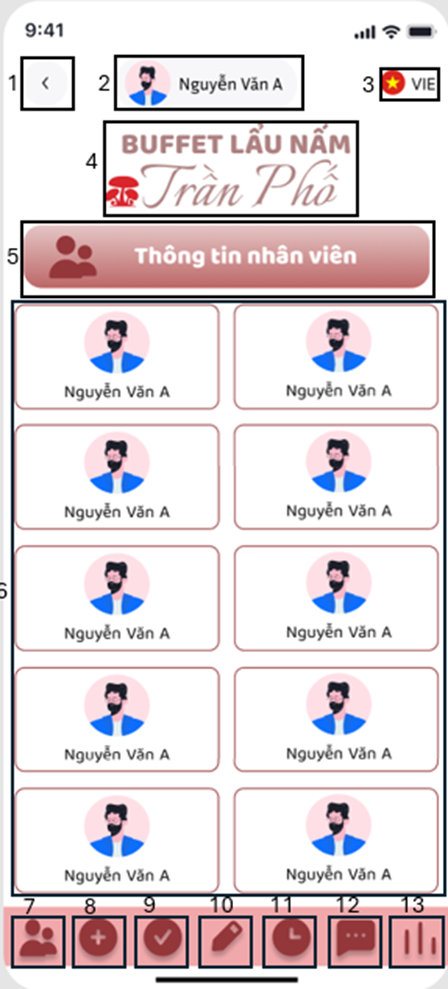 9:41
1
2
Nguyễn Văn A
3
VIE
4
BUFFET LẨU NẤM
Trần Phố
5
Thông tin nhân viên
Nguyễn Văn A
Nguyễn Văn A
Nguyễn Văn A
Nguyễn Văn A
6
Nguyễn Văn A
Nguyễn Văn A
Nguyễn Văn A
Nguyễn Văn A
Nguyễn Văn A
Nguyễn Văn A
7
8
9
10
11
12
13